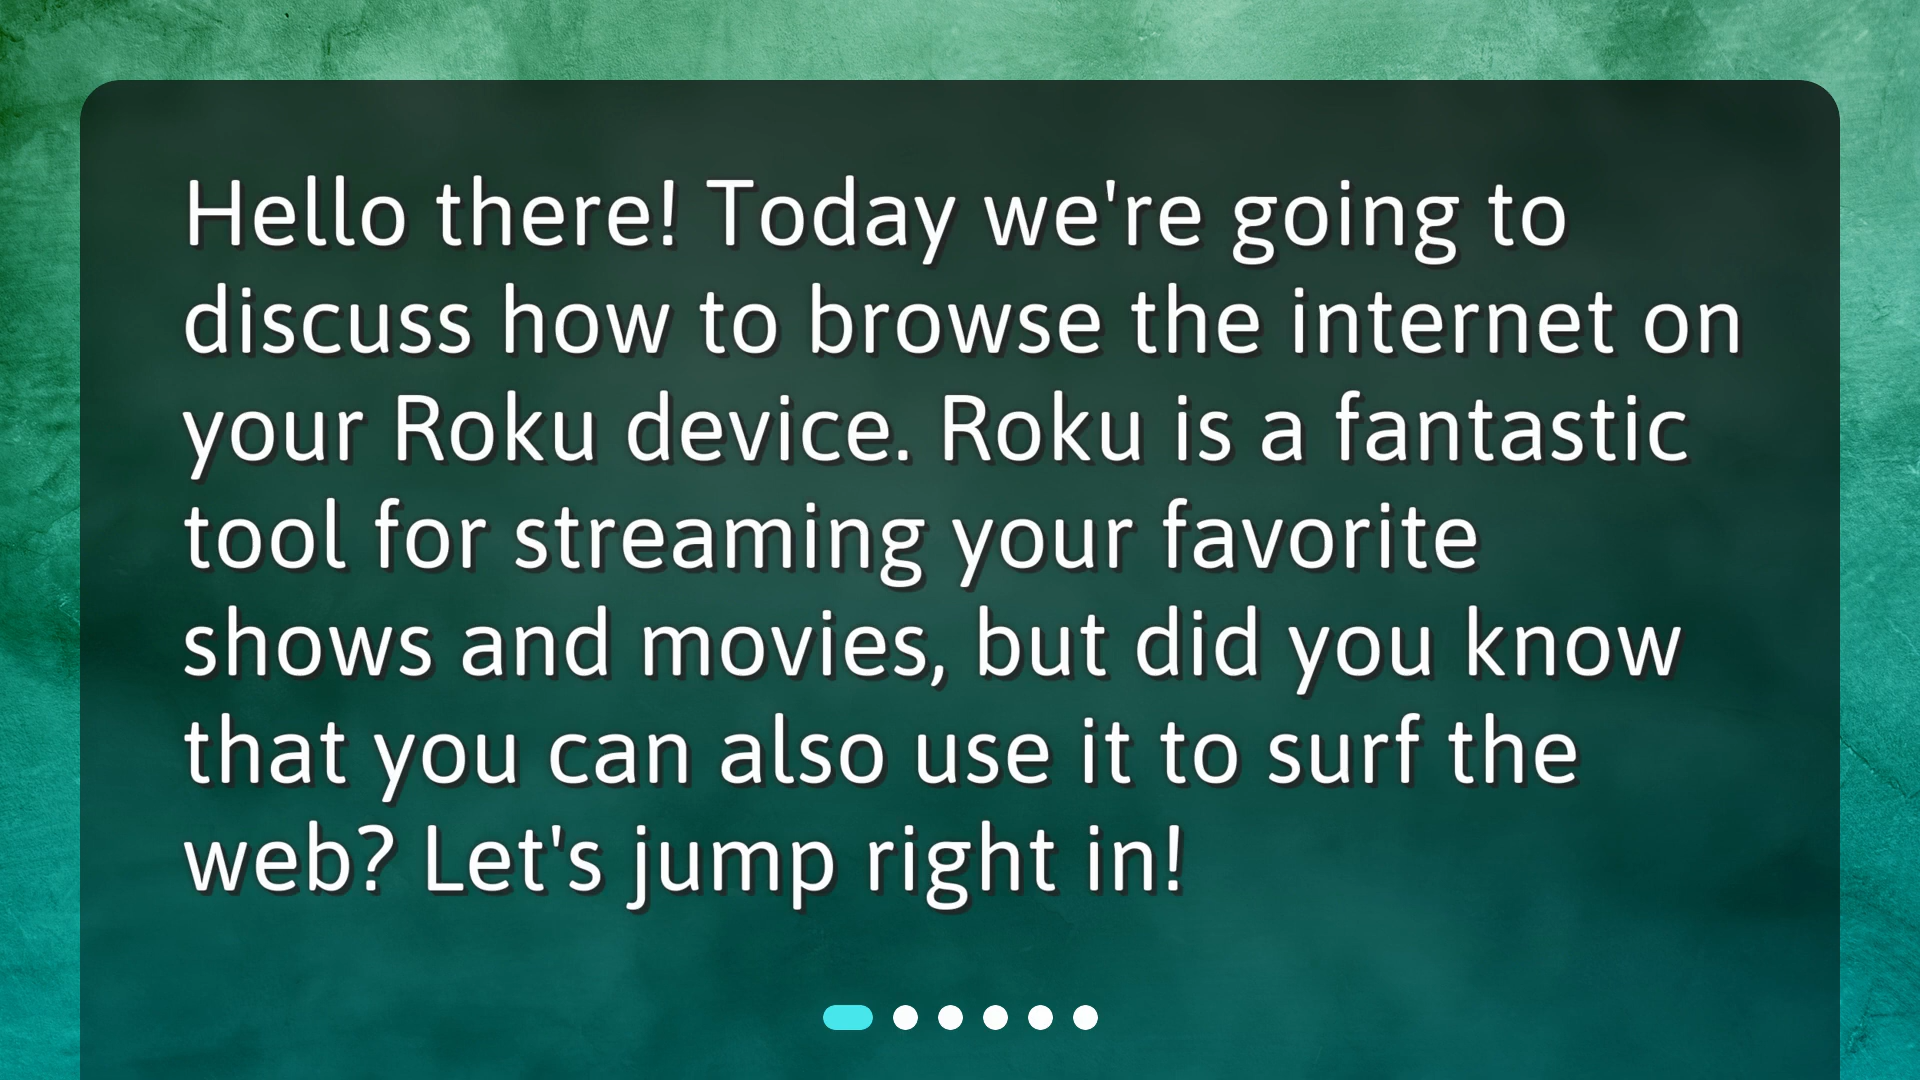 Hello there! Today we're going to
discuss how to browse the internet on
your Roku device. Roku is a fantastic
tool for streaming your favorite
shows and movies, but did you know
that you can also use it to surf the
web? Let's jump right in!